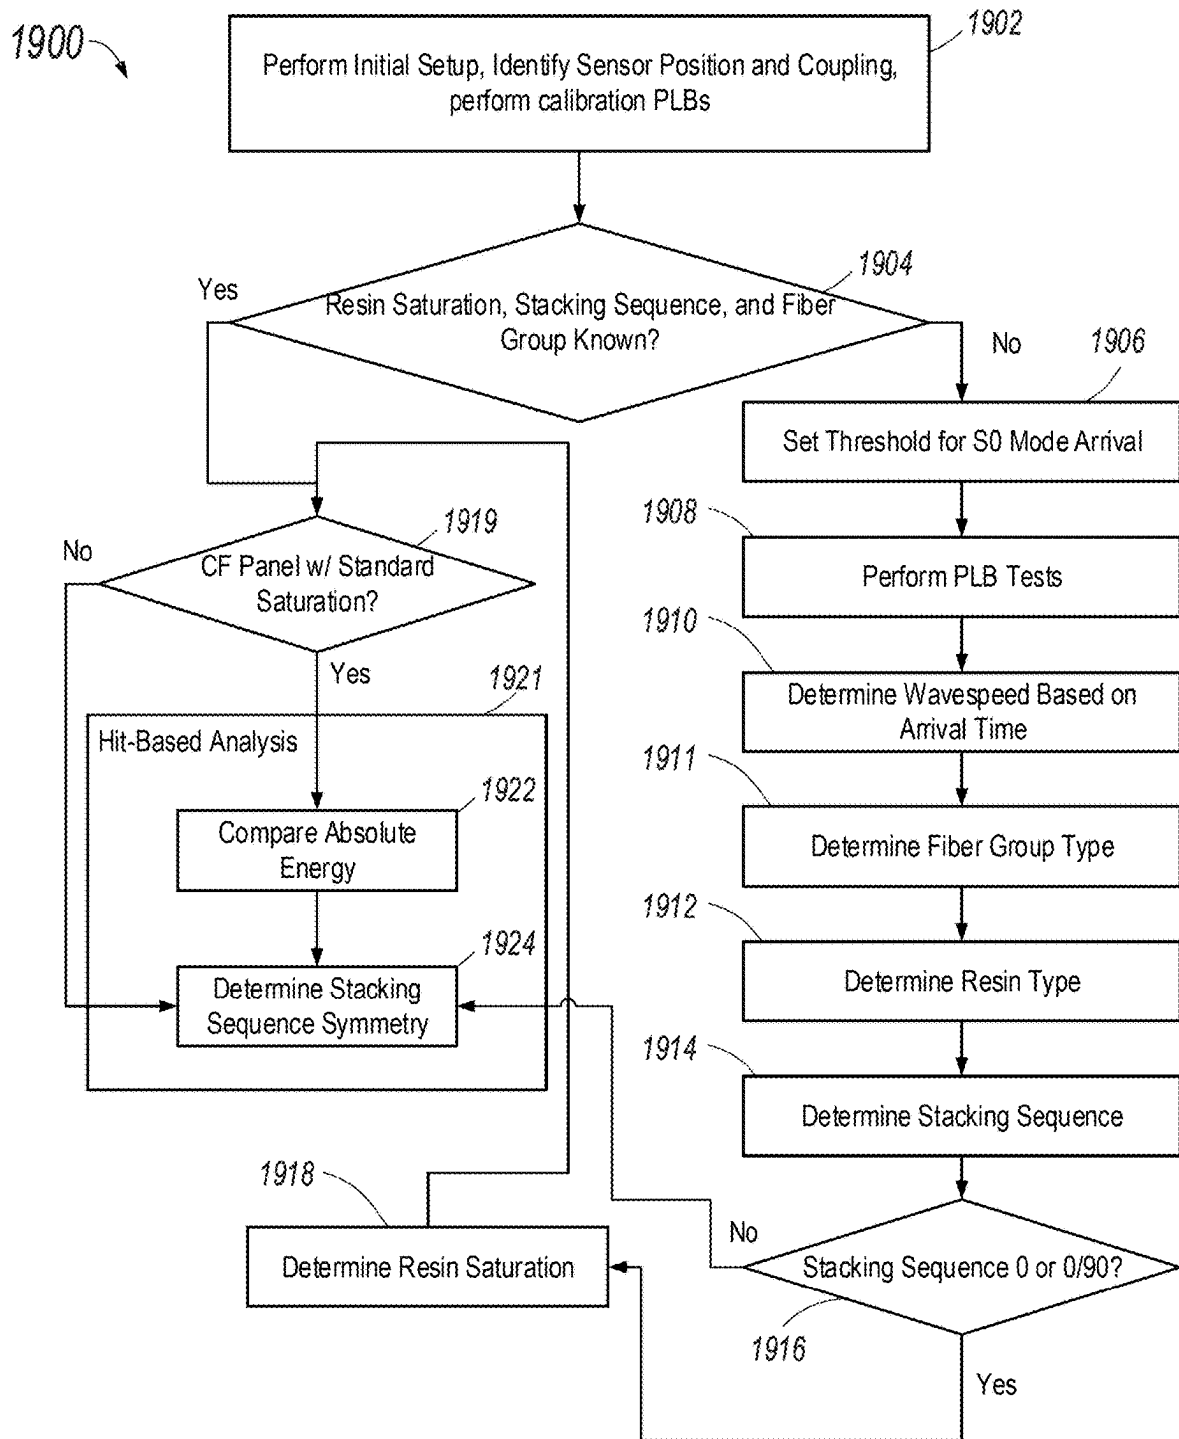 1900
1902
Perform Initial Setup, Identify Sensor Position and Coupling,
perform calibration PLBs
1904
Yes
Resin Saturation, Stacking Sequence, and Fiber
Group Known?
No
1906
Set Threshold for S0 Mode Arrival
1908
Perform PLB Tests
1910
Determine Wavespeed Based on
Arrival Time
1911
Determine Fiber Group Type
1912
Determine Resin Type
1914
Determine Stacking Sequence
Stacking Sequence 0 or 0/90?
1916
No
Yes
1918
Determine Resin Saturation
1919
No
CF Panel w/ Standard
Saturation?
Yes
1921
Hit-Based Analysis
1922
Compare Absolute
Energy
1924
Determine Stacking
Sequence Symmetry